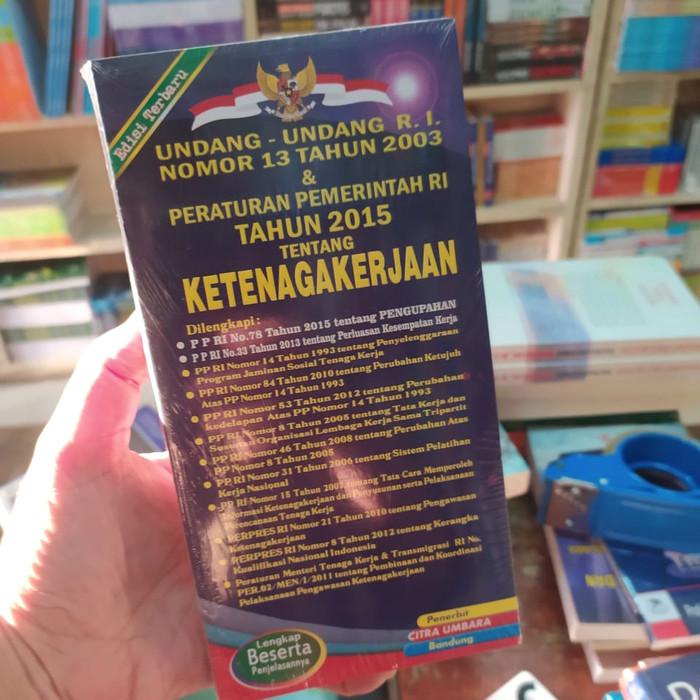 Edisi Terbaru
UNDANG - UNDANG R. I.
NOMOR 13 TAHUN 2003
&
PERATURAN PEMERINTAH RI
TAHUN 2015
TENTANG
KETENAGAKERJAAN
Dilengkapi :
• P P RI No.78 Tahun 2015 tentang PENGUPAHAN
• P P RI No.33 Tahun 2013 tentang Perluasan Kesempatan Kerja
• PP RI Nomor 14 Tahun 1993 tentang Penyelenggaraan
Program Jaminan Sosial Tenaga Kerja
• PP RI Nomor 84 Tahun 2010 tentang Perubahan Ketujuh
Atas PP Nomor 14 Tahun 1993
• PP RI Nomor 53 Tahun 2012 tentang Perubahan
Kedelapan Atas PP Nomor 14 Tahun 1993
• PP RI Nomor 8 Tahun 2005 tentang Tata Kerja dan
Susunan Organisasi Lembaga Kerja Sama Tripartit
• PP RI Nomor 46 Tahun 2008 tentang Perubahan Atas
PP Nomor 8 Tahun 2005
• PP RI Nomor 31 Tahun 2006 tentang Sistem Pelatihan
Kerja Nasional
• PP RI Nomor 15 Tahun 2007 tentang Tata Cara Memperoleh
Informasi Ketenagakerjaan dan Penyusunan serta Pelaksanaan
Perencanaan Tenaga Kerja
• PERPRES RI Nomor 21 Tahun 2010 tentang Pengawasan
Ketenagakerjaan
• PERPRES RI Nomor 8 Tahun 2012 tentang Kerangka
Kualifikasi Nasional Indonesia
• Peraturan Menteri Tenaga Kerja & Transmigrasi RI No.
PER.02/MEN/1/2011 tentang Pembinaan dan Koordinasi
Pelaksanaan Pengawasan Ketenagakerjaan
Lengkap
Beserta
Penjelasannya
Penerbit
CITRA UMBARA
Bandung